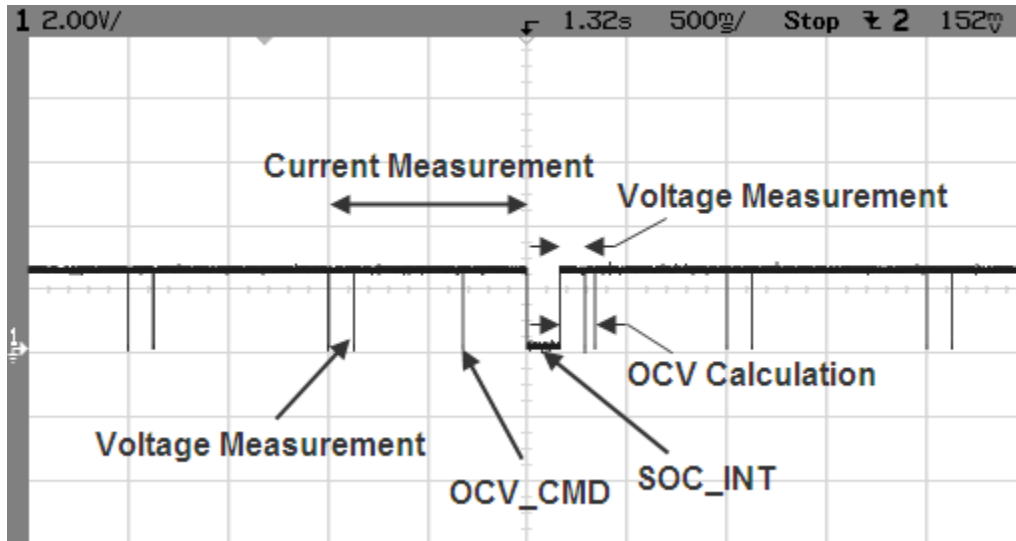 1 2.00V/ 1.32s 500ms/ Stop 2 152mV
Current Measurement
Voltage Measurement
1
OCV Calculation
Voltage Measurement
SOC_INT
OCV_CMD